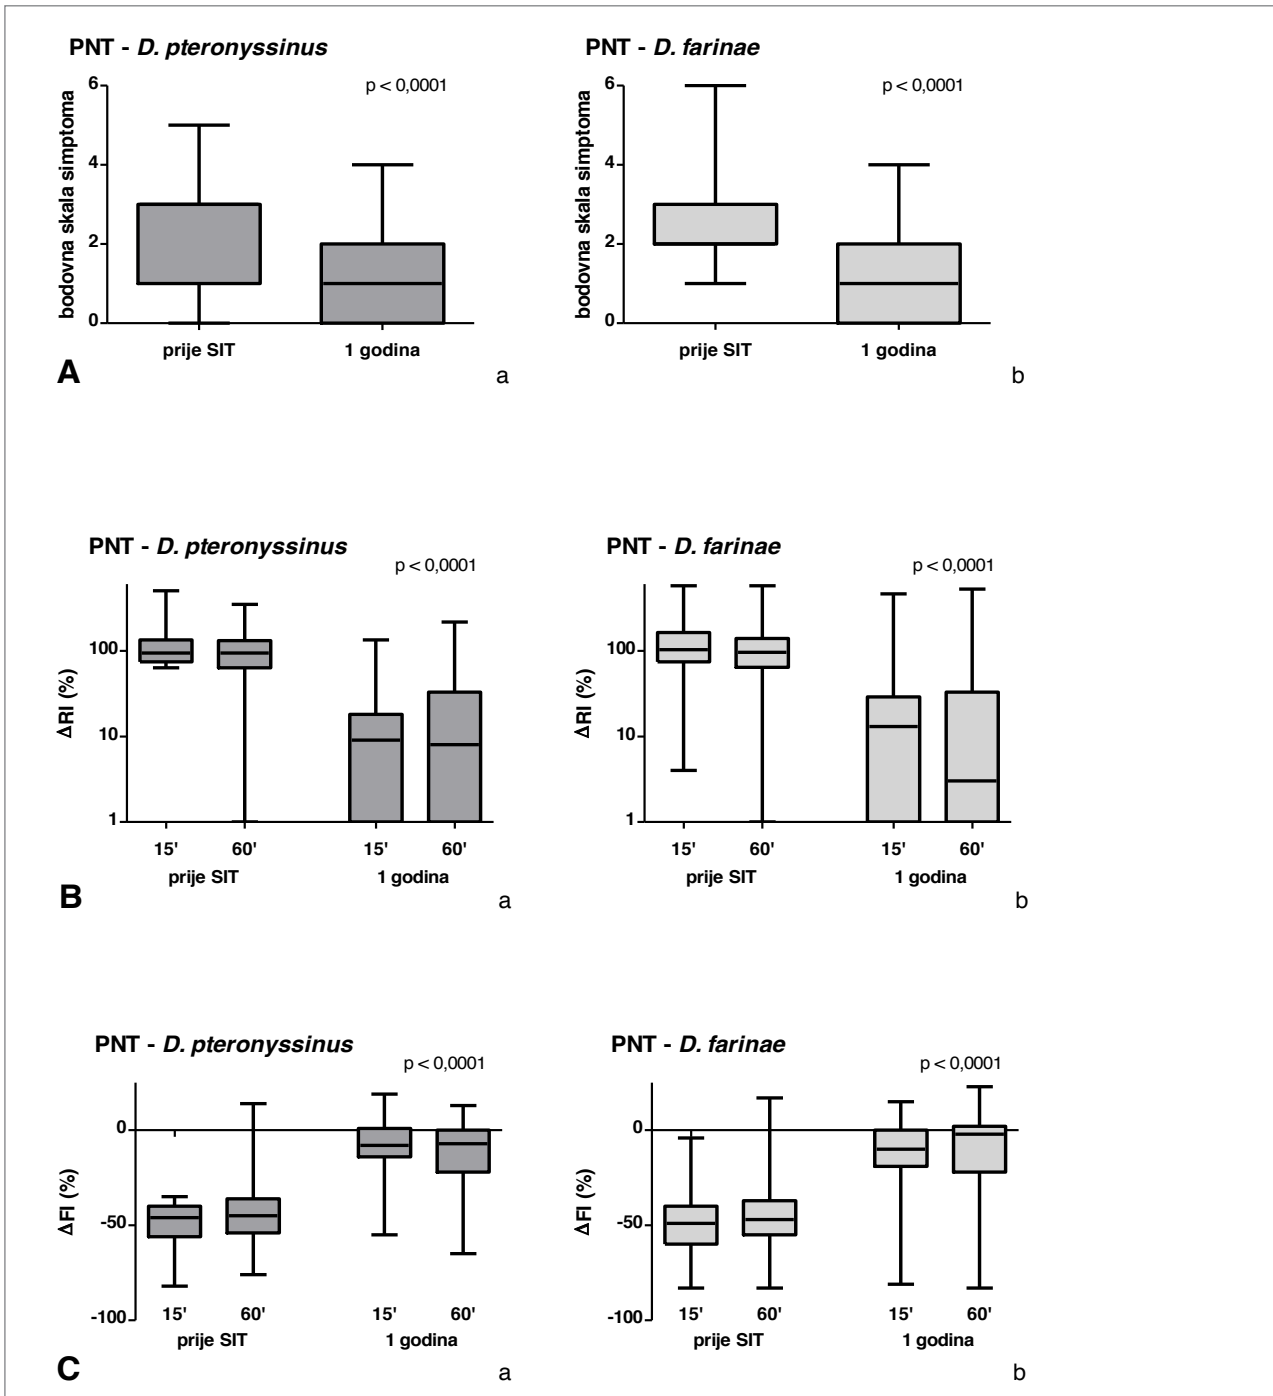 PNT - D. pteronyssinus
p < 0,0001
bodovna skala simptoma
6
4
2
0
prije SIT
1 godina
A
a
PNT - D. farinae
p < 0,0001
bodovna skala simptoma
6
4
2
0
prije SIT
1 godina
b
PNT - D. pteronyssinus
p < 0,0001
ΔRI (%)
100
10
1
15' 60' 15' 60'
prije SIT 1 godina
B
a
PNT - D. farinae
p < 0,0001
ΔRI (%)
100
10
1
15' 60' 15' 60'
prije SIT 1 godina
b
PNT - D. pteronyssinus
p < 0,0001
ΔFI (%)
0
-50
-100
15' 60' 15' 60'
prije SIT 1 godina
C
a
PNT - D. farinae
p < 0,0001
ΔFI (%)
0
-50
-100
15' 60' 15' 60'
prije SIT 1 godina
b